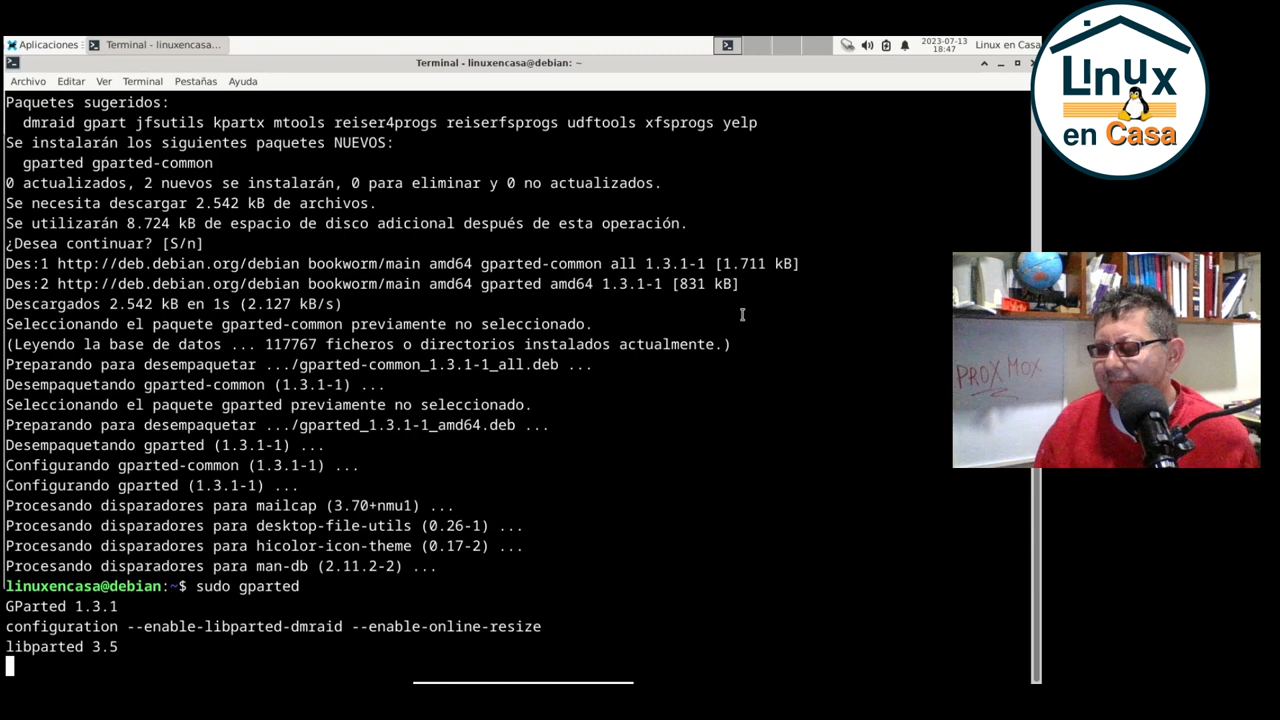 Aplicaciones
Terminal - linuxencasa...
2023-07-13
18:47
Linux en Casa
Terminal - linuxencasa@debian: ~
Archivo Editar Ver Terminal Pestañas Ayuda
Paquetes sugeridos:
dmraid gpart jfsutils kpartx mtools reiser4progs reiserfsprogs udftools xfsprogs yelp
Se instalarán los siguientes paquetes NUEVOS:
gparted gparted-common
0 actualizados, 2 nuevos se instalarán, 0 para eliminar y 0 no actualizados.
Se necesita descargar 2.542 kB de archivos.
Se utilizarán 8.724 kB de espacio de disco adicional después de esta operación.
¿Desea continuar? [S/n]
Des:1 http://deb.debian.org/debian bookworm/main amd64 gparted-common all 1.3.1-1 [1.711 kB]
Des:2 http://deb.debian.org/debian bookworm/main amd64 gparted amd64 1.3.1-1 [831 kB]
Descargados 2.542 kB en 1s (2.127 kB/s)
Seleccionando el paquete gparted-common previamente no seleccionado.
(Leyendo la base de datos ... 117767 ficheros o directorios instalados actualmente.)
Preparando para desempaquetar .../gparted-common_1.3.1-1_all.deb ...
Desempaquetando gparted-common (1.3.1-1) ...
Seleccionando el paquete gparted previamente no seleccionado.
Preparando para desempaquetar .../gparted_1.3.1-1_amd64.deb ...
Desempaquetando gparted (1.3.1-1) ...
Configurando gparted-common (1.3.1-1) ...
Configurando gparted (1.3.1-1) ...
Procesando disparadores para mailcap (3.70+nmu1) ...
Procesando disparadores para desktop-file-utils (0.26-1) ...
Procesando disparadores para hicolor-icon-theme (0.17-2) ...
Procesando disparadores para man-db (2.11.2-2) ...
linuxencasa@debian:~$ sudo gparted
GParted 1.3.1
configuration --enable-libparted-dmraid --enable-online-resize
libparted 3.5
Linux
en Casa
PROXMOX